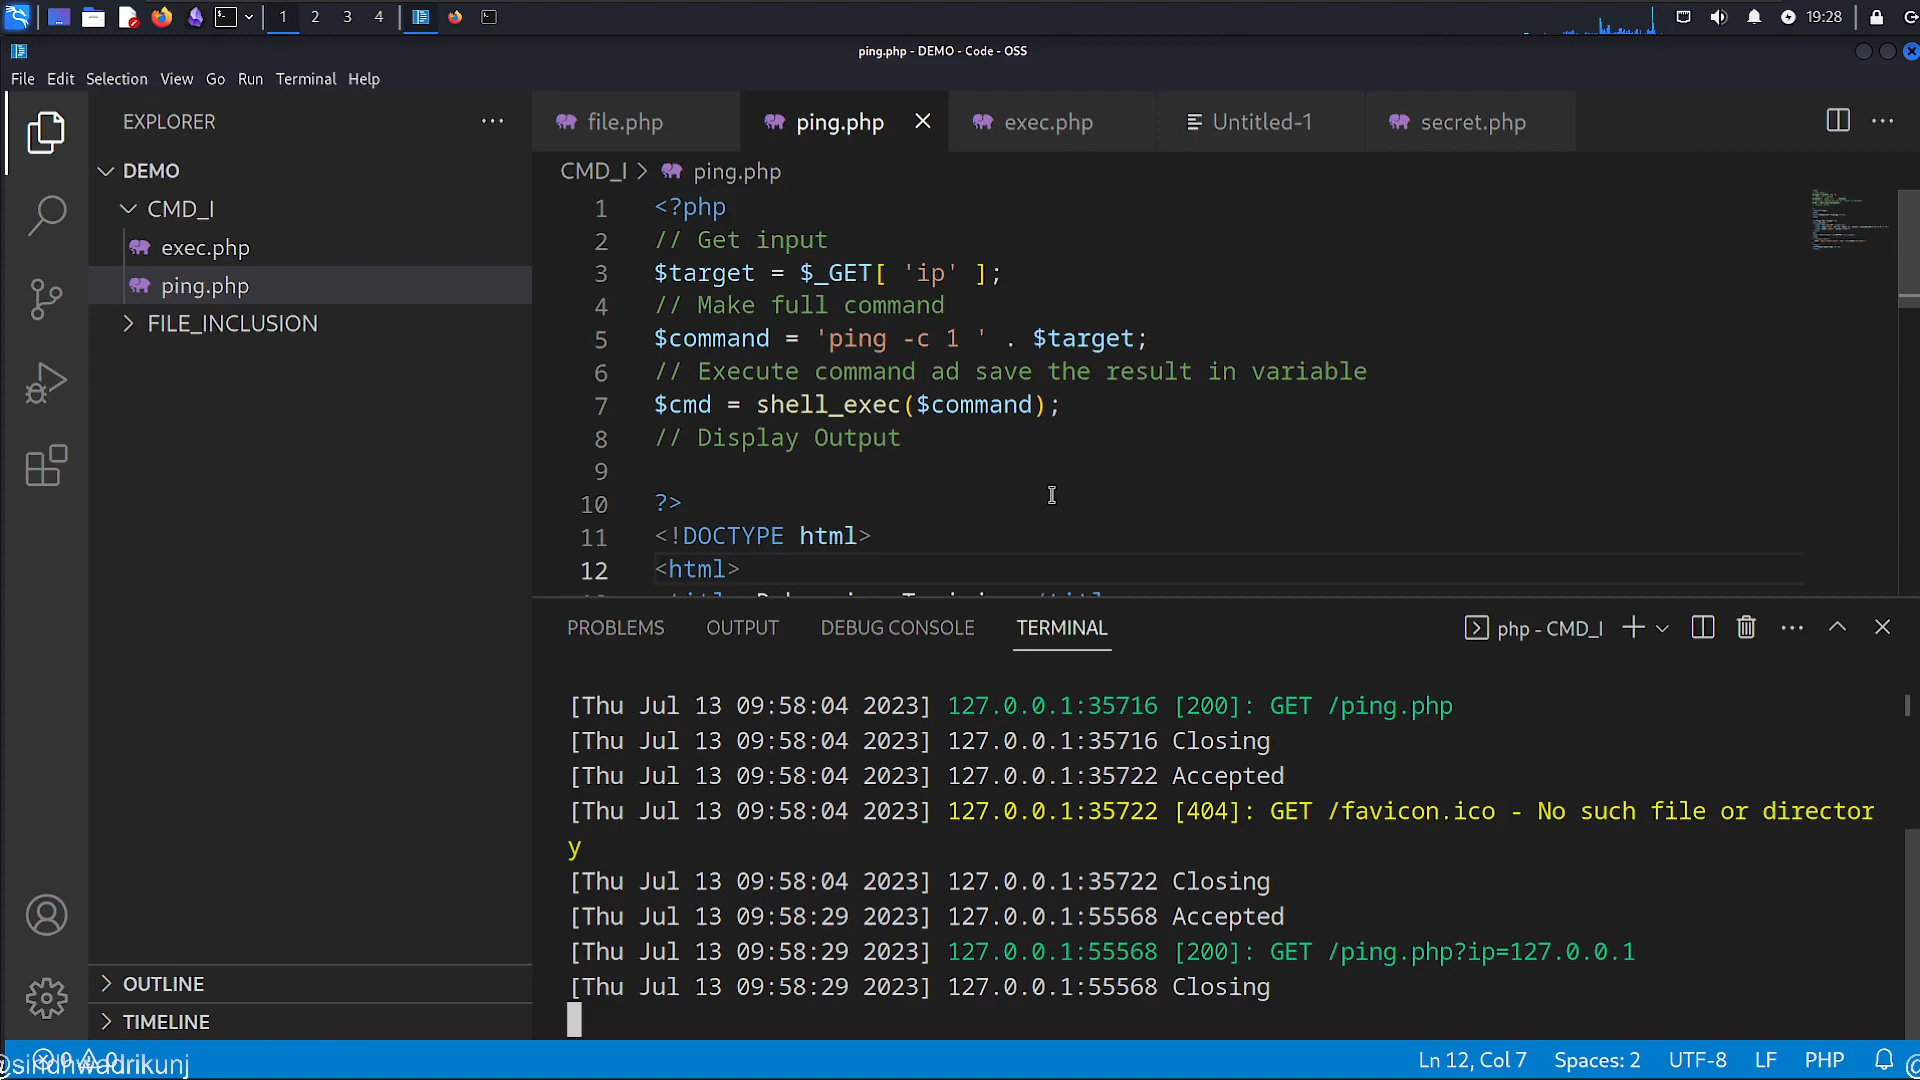 1 2 3 4
19:28
ping.php - DEMO - Code - OSS
File Edit Selection View Go Run Terminal Help
EXPLORER
DEMO
CMD_I
exec.php
ping.php
FILE_INCLUSION
OUTLINE
TIMELINE
file.php ping.php exec.php Untitled-1 secret.php
CMD_I > ping.php
1 <?php
2 // Get input
3 $target = $_GET[ 'ip' ];
4 // Make full command
5 $command = 'ping -c 1 ' . $target;
6 // Execute command ad save the result in variable
7 $cmd = shell_exec($command);
8 // Display Output
9
10 ?>
11 <!DOCTYPE html>
12 <html>
PROBLEMS OUTPUT DEBUG CONSOLE TERMINAL
php - CMD_I
[Thu Jul 13 09:58:04 2023] 127.0.0.1:35716 [200]: GET /ping.php
[Thu Jul 13 09:58:04 2023] 127.0.0.1:35716 Closing
[Thu Jul 13 09:58:04 2023] 127.0.0.1:35722 Accepted
[Thu Jul 13 09:58:04 2023] 127.0.0.1:35722 [404]: GET /favicon.ico - No such file or director
y
[Thu Jul 13 09:58:04 2023] 127.0.0.1:35722 Closing
[Thu Jul 13 09:58:29 2023] 127.0.0.1:55568 Accepted
[Thu Jul 13 09:58:29 2023] 127.0.0.1:55568 [200]: GET /ping.php?ip=127.0.0.1
[Thu Jul 13 09:58:29 2023] 127.0.0.1:55568 Closing
@sindhwadrikunj
0 0
Ln 12, Col 7 Spaces: 2 UTF-8 LF PHP